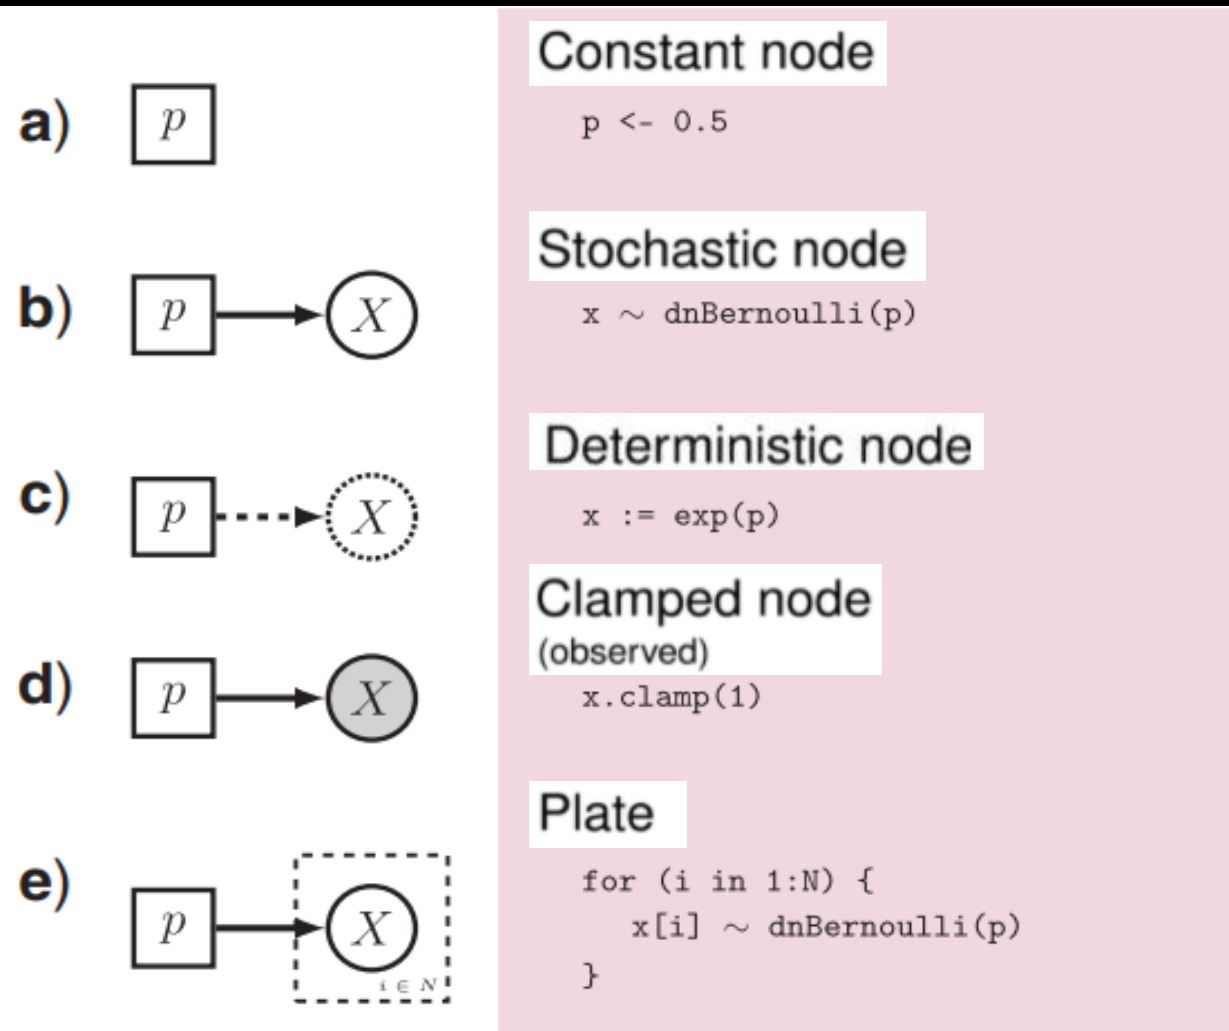 a) p
Constant node
p <- 0.5
b) p X
Stochastic node
x ∼ dnBernoulli(p)
c) p X
Deterministic node
x := exp(p)
d) p X
Clamped node
(observed)
x.clamp(1)
e) p X
i ∈ N
Plate
for (i in 1:N) {
x[i] ∼ dnBernoulli(p)
}